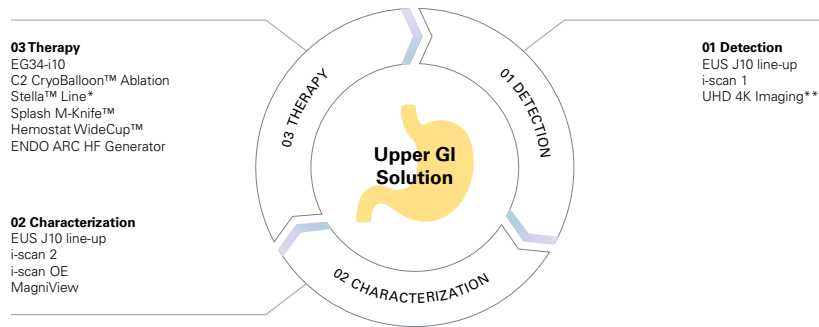 03 Therapy
EG34-i10
C2 CryoBalloon™ Ablation
Stella™ Line*
Splash M-Knife™
Hemostat WideCup™
ENDO ARC HF Generator
02 Characterization
EUS J10 line-up
i-scan 2
i-scan OE
MagniView
03 THERAPY
01 DETECTION
Upper GI
Solution
02 CHARACTERIZATION
01 Detection
EUS J10 line-up
i-scan 1
UHD 4K Imaging**